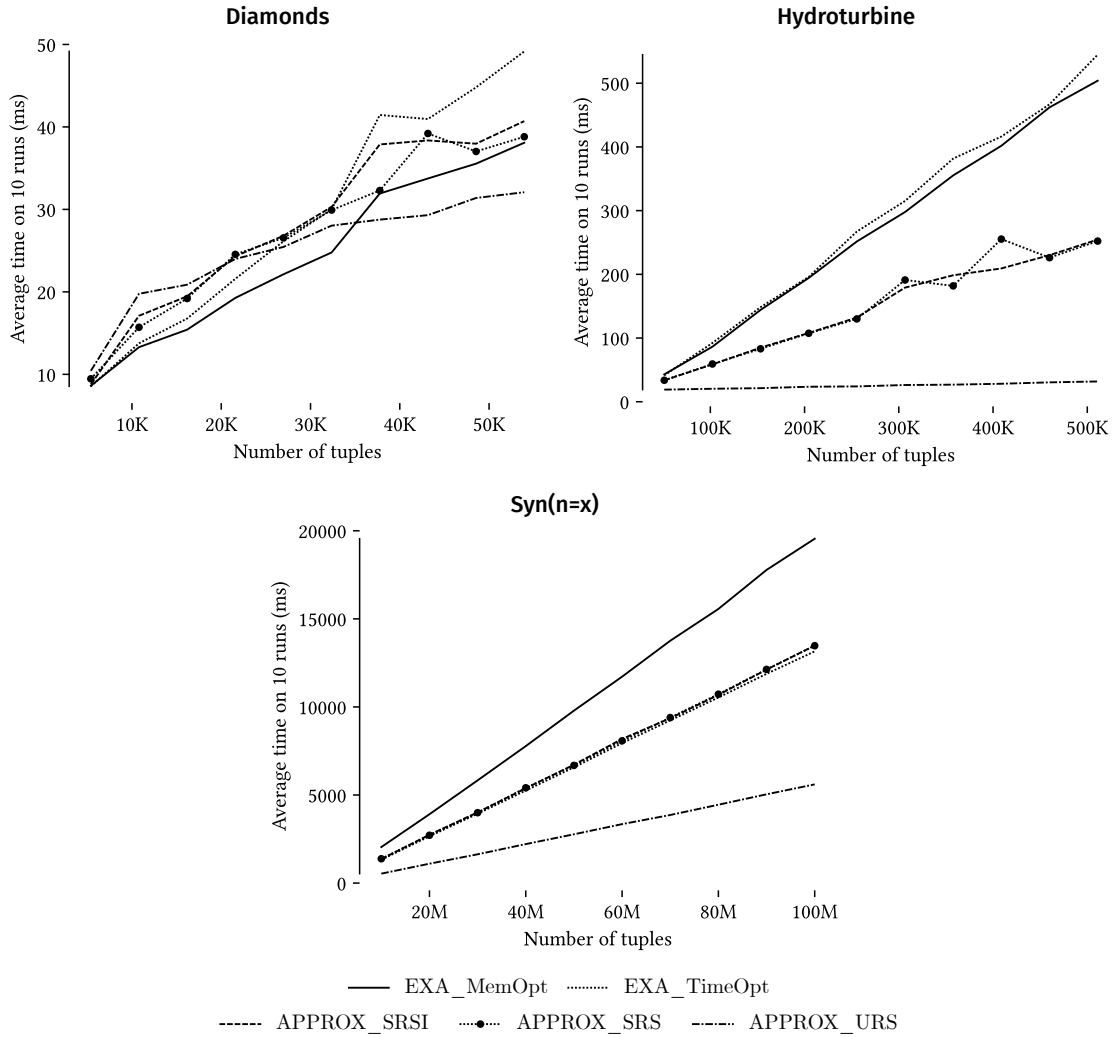 Diamonds
Average time on 10 runs (ms)
50
40
30
20
10
10K 20K 30K 40K 50K
Number of tuples
Hydroturbine
Average time on 10 runs (ms)
500
400
300
200
100
0
100K 200K 300K 400K 500K
Number of tuples
Syn(n=x)
Average time on 10 runs (ms)
20000
15000
10000
5000
0
20M 40M 60M 80M 100M
Number of tuples
EXA_MemOpt EXA_TimeOpt
APPROX_SRSI APPROX_SRS APPROX_URS